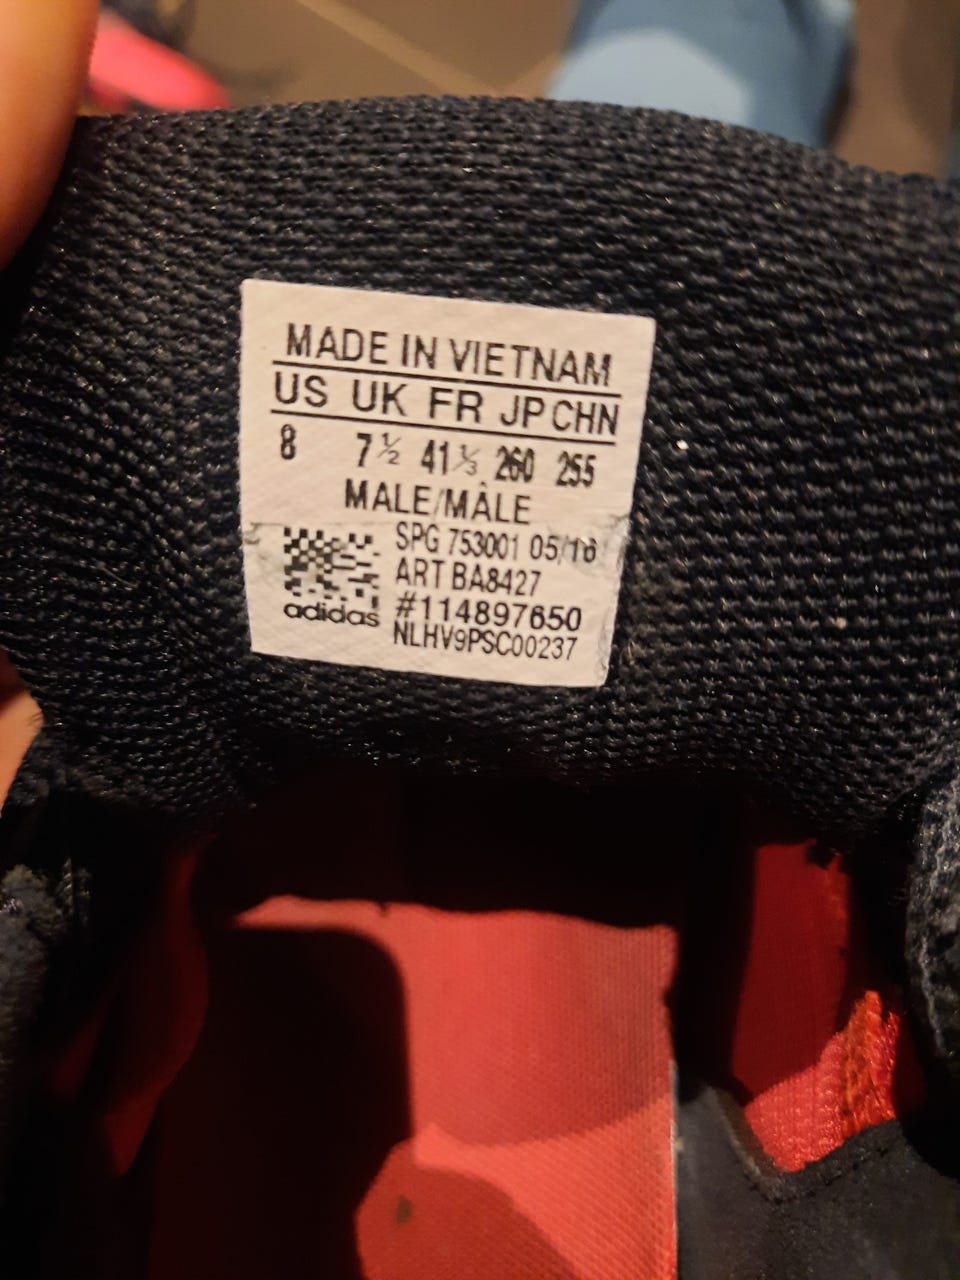 MADE IN VIETNAM
US UK FR JP CHN
8 7½ 41⅓ 260 255
MALE/MÂLE
SPG 753001 05/16
ART BA8427
#114897650
NLHV9PSC00237
adidas